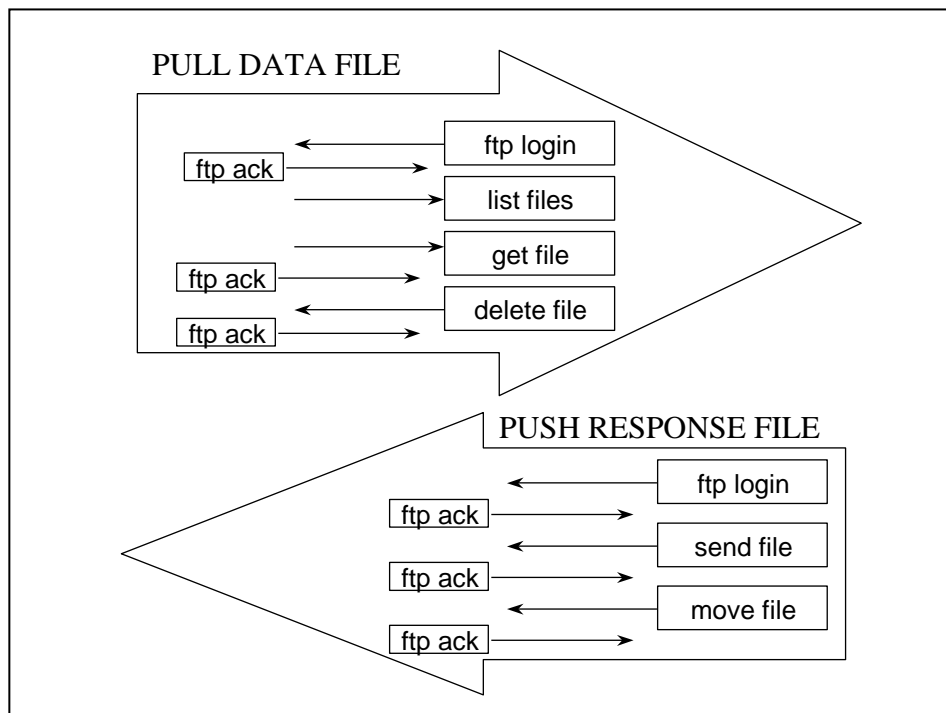 PULL DATA FILE
ftp login
ftp ack
list files
get file
ftp ack
delete file
ftp ack
PUSH RESPONSE FILE
ftp login
ftp ack
send file
ftp ack
move file
ftp ack